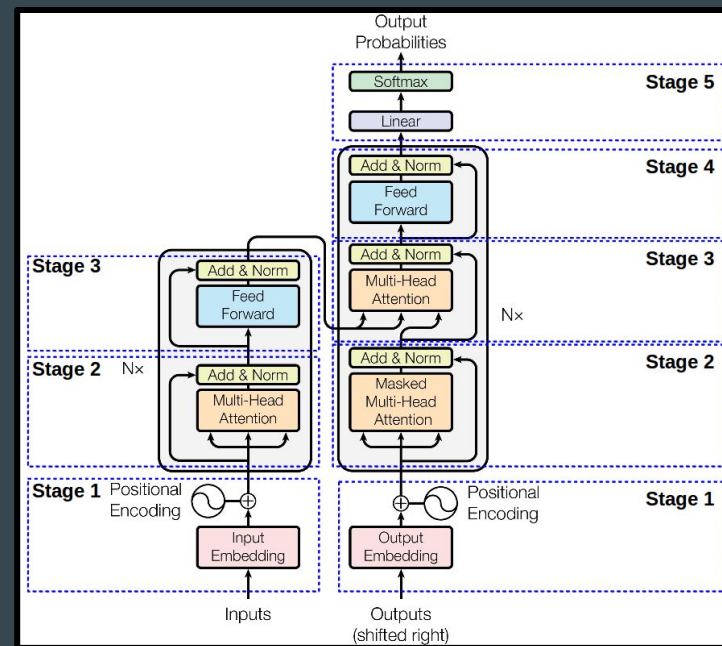 Output
Probabilities
Softmax
Stage 5
Linear
Add & Norm
Stage 4
Feed
Forward
Add & Norm
Stage 3
Multi-Head
Attention
N×
Add & Norm
Stage 2
Masked
Multi-Head
Attention
Stage 1
Positional
Encoding
Output
Embedding
Outputs
(shifted right)
Stage 3
Add & Norm
Feed
Forward
Stage 2
N×
Add & Norm
Multi-Head
Attention
Stage 1
Positional
Encoding
Input
Embedding
Inputs